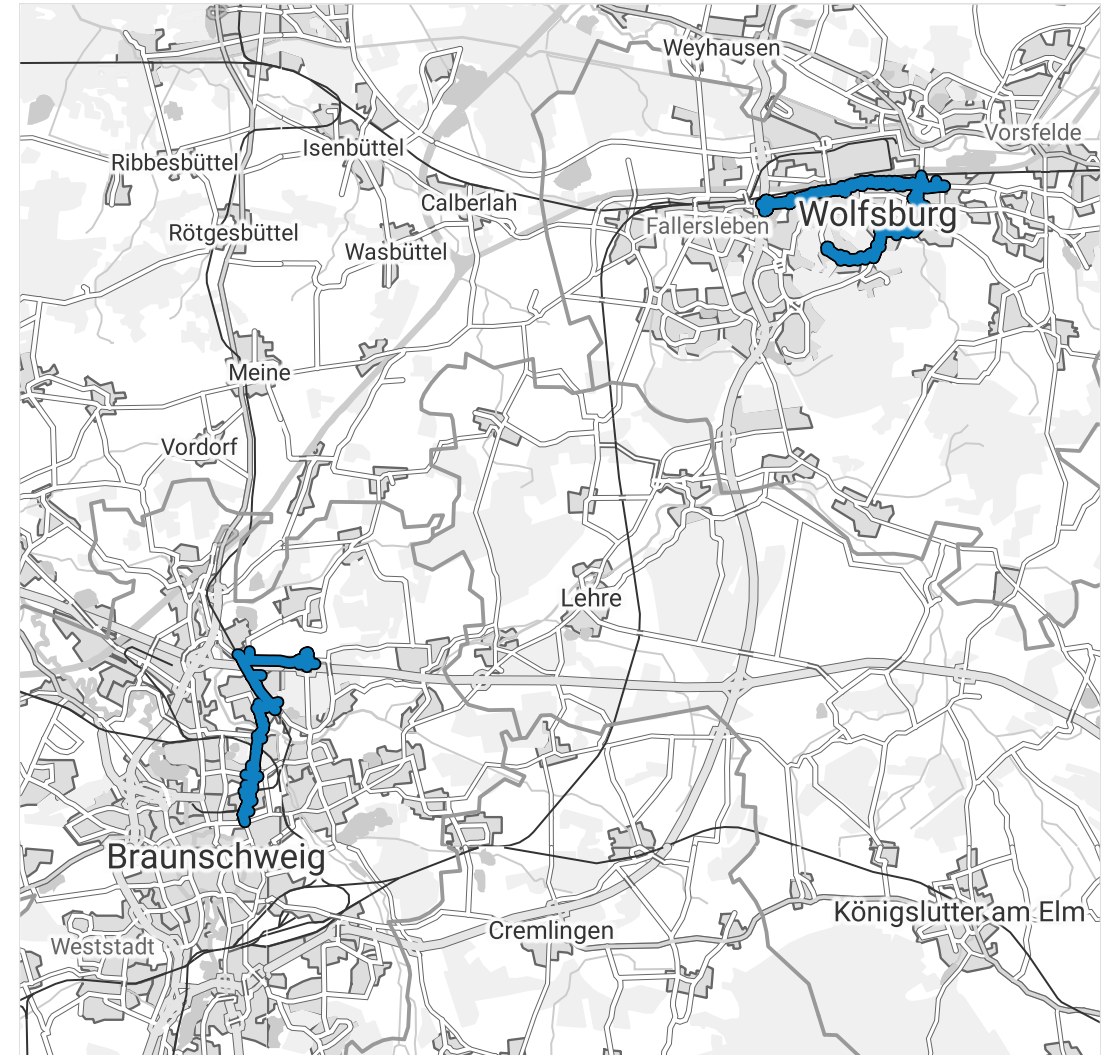 Weyhausen
Vorsfelde
Isenbüttel
Ribbesbüttel
Calberlah
Wolfsburg
Fallersleben
Rötgesbüttel
Wasbüttel
Meine
Vordorf
Lehre
Braunschweig
Königslutter am Elm
Cremlingen
Weststadt